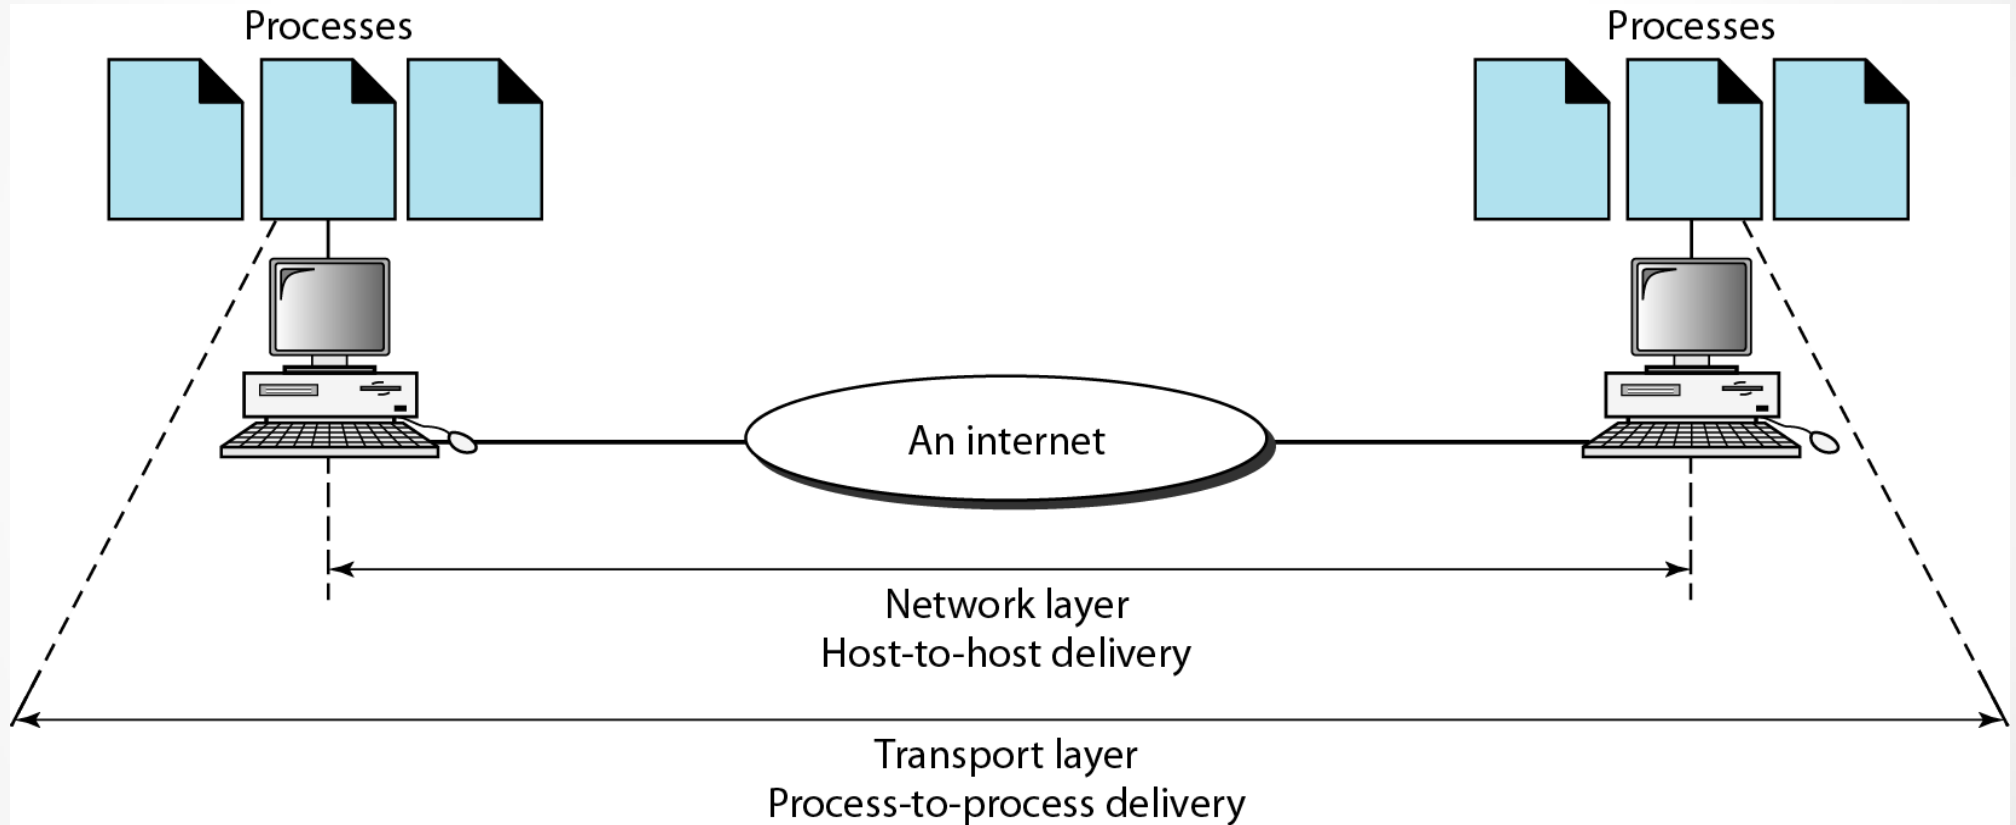 Processes
Processes
An internet
Network layer
Host-to-host delivery
Transport layer
Process-to-process delivery